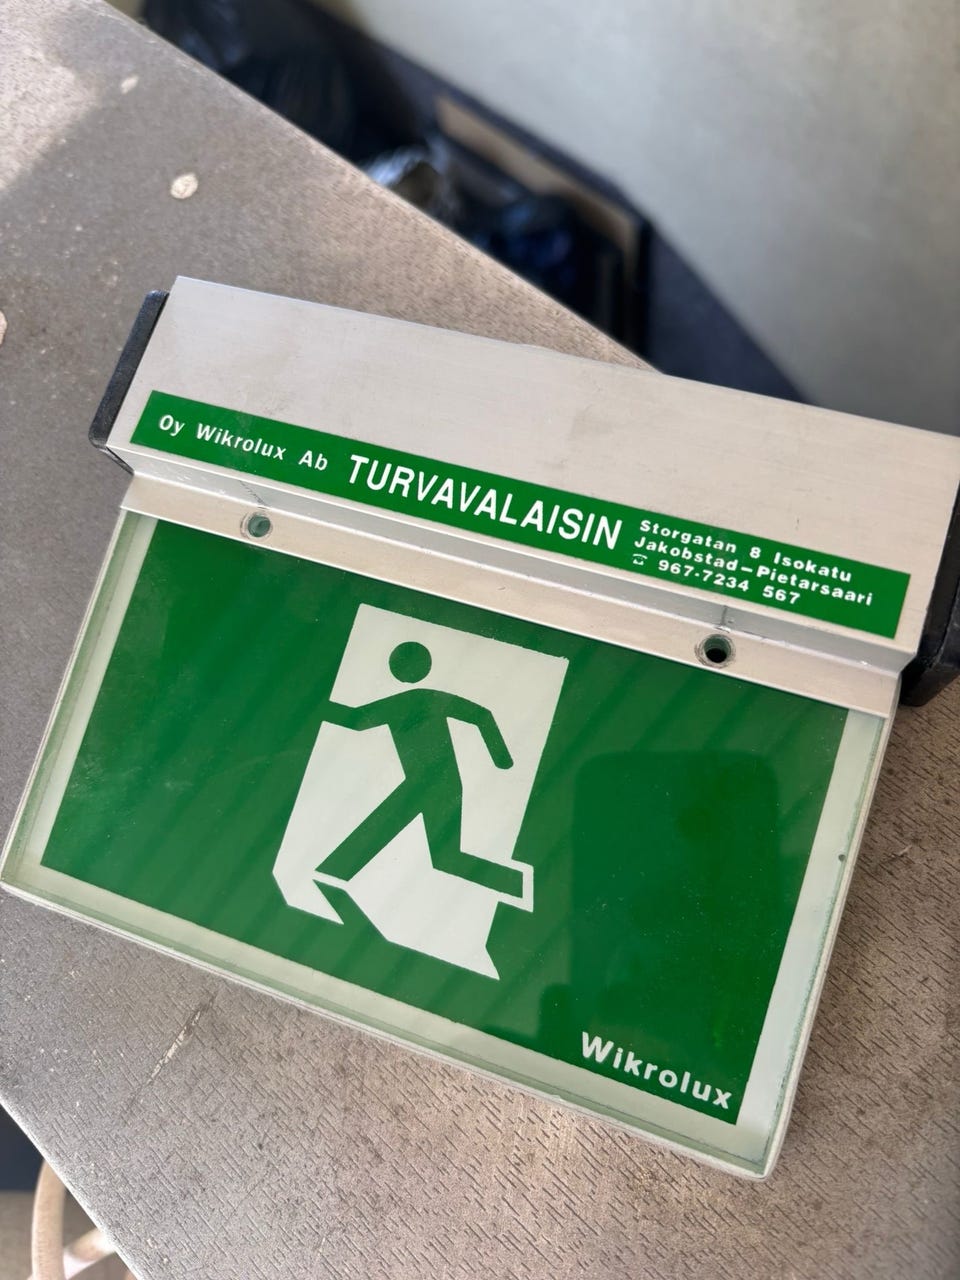 Oy Wikrolux Ab TURVAVALAISIN
Storgatan 8 Isokatu
Jakobstad–Pietarsaari
☎ 967-7234 567
Wikrolux